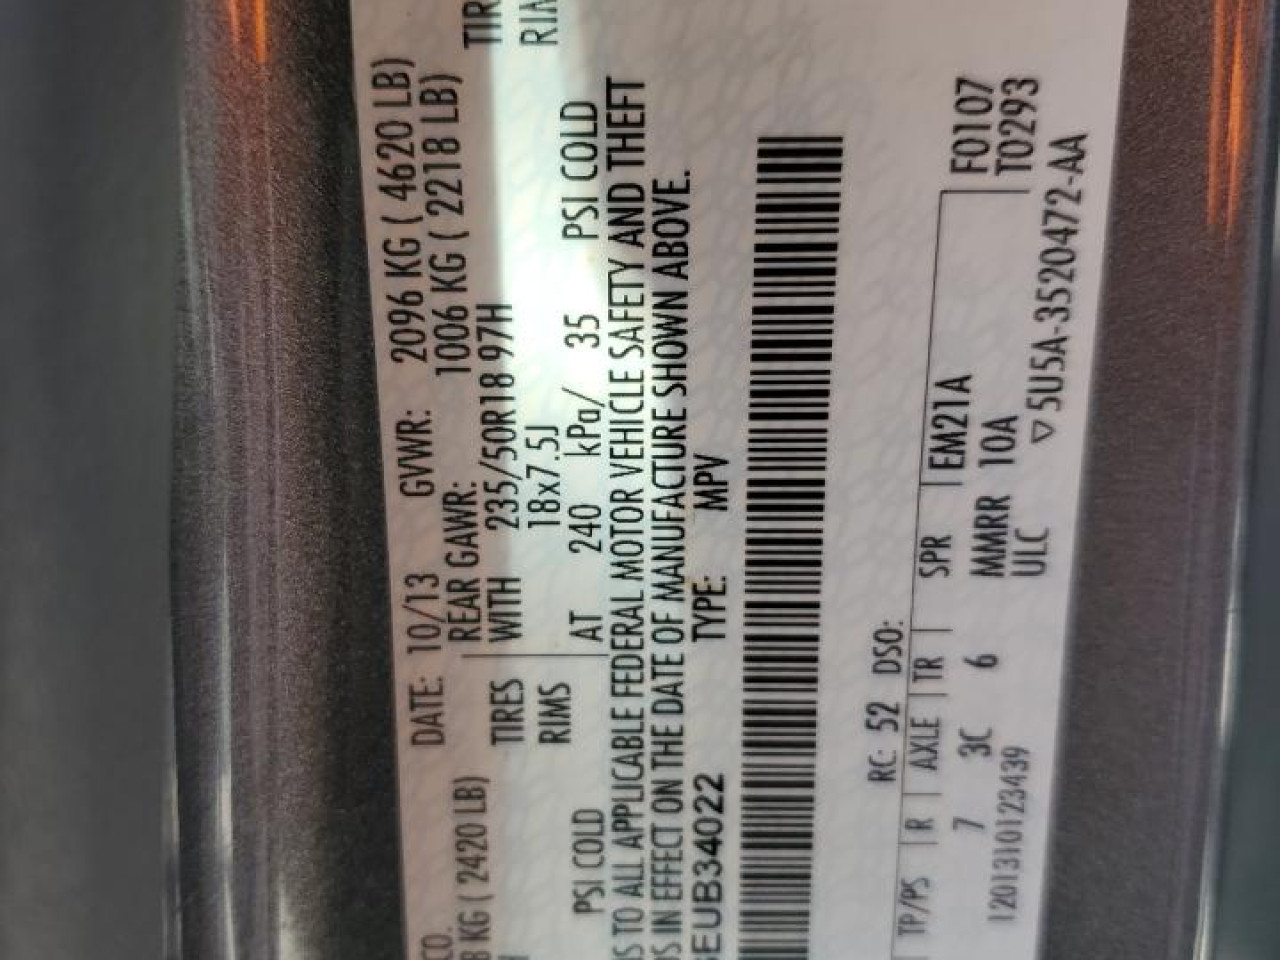 CO. DATE: 10/13 GVWR: 2096 KG ( 4620 LB)
8 KG ( 2420 LB) REAR GAWR: 1006 KG ( 2218 LB)
TIRES WITH 235/50R18 97H TIR
RIMS 18x7.5J RIM
PSI COLD AT 240 kPa/ 35 PSI COLD
S TO ALL APPLICABLE FEDERAL MOTOR VEHICLE SAFETY AND THEFT
S IN EFFECT ON THE DATE OF MANUFACTURE SHOWN ABOVE.
EUB34022 TYPE: MPV
RC: 52 DSO:
F0107
TP/PS R AXLE TR SPR EM21A T0293
7 3C 6 MMRR 10A
1201310123439 ULC
▽5U5A-3520472-AA